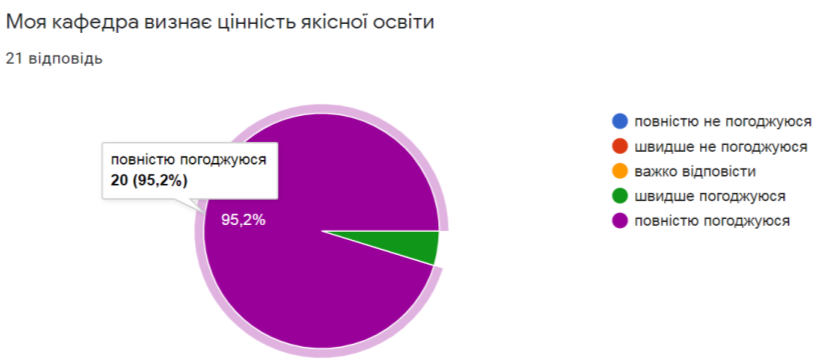 Моя кафедра визнає цінність якісної освіти
21 відповідь
повністю погоджуюся
20 (95,2%)
95,2%
повністю не погоджуюся
швидше не погоджуюся
важко відповісти
швидше погоджуюся
повністю погоджуюся